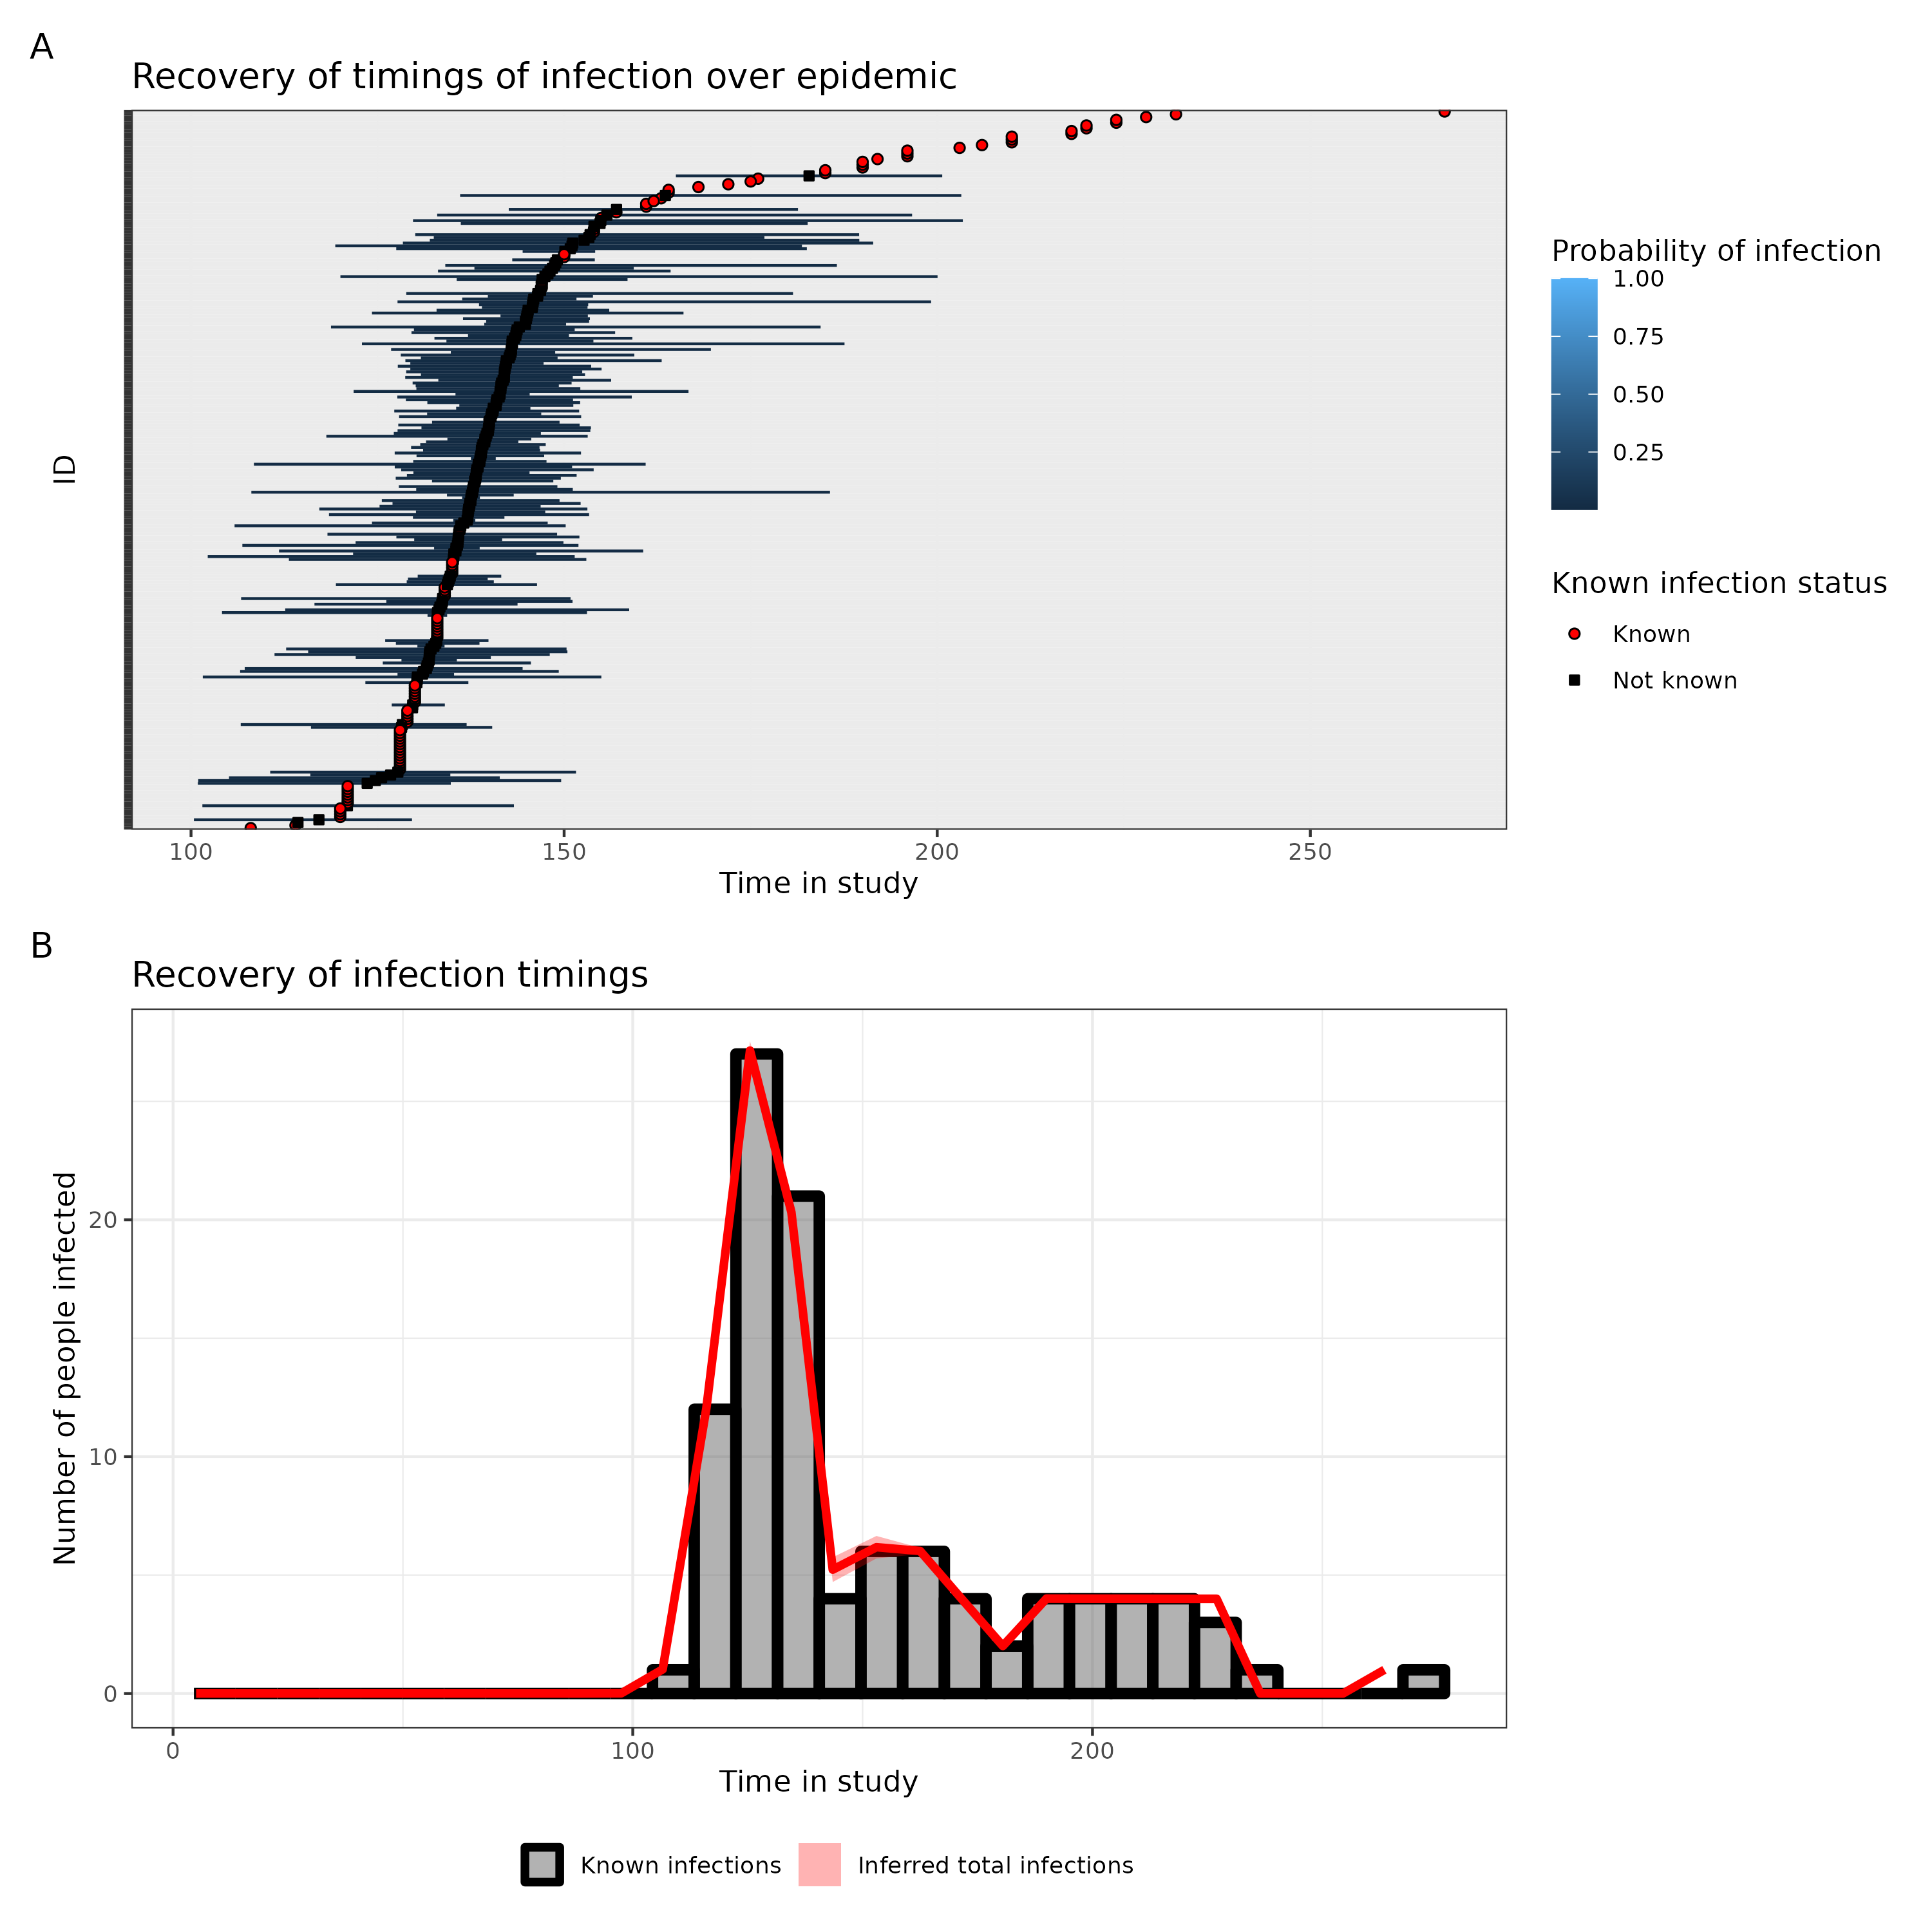 A
Recovery of timings of infection over epidemic
ID
100 150 200 250
Time in study
Probability of infection
1.00
0.75
0.50
0.25
Known infection status
Known
Not known
B
Recovery of infection timings
Number of people infected
20
10
0
0 100 200
Time in study
Known infections Inferred total infections